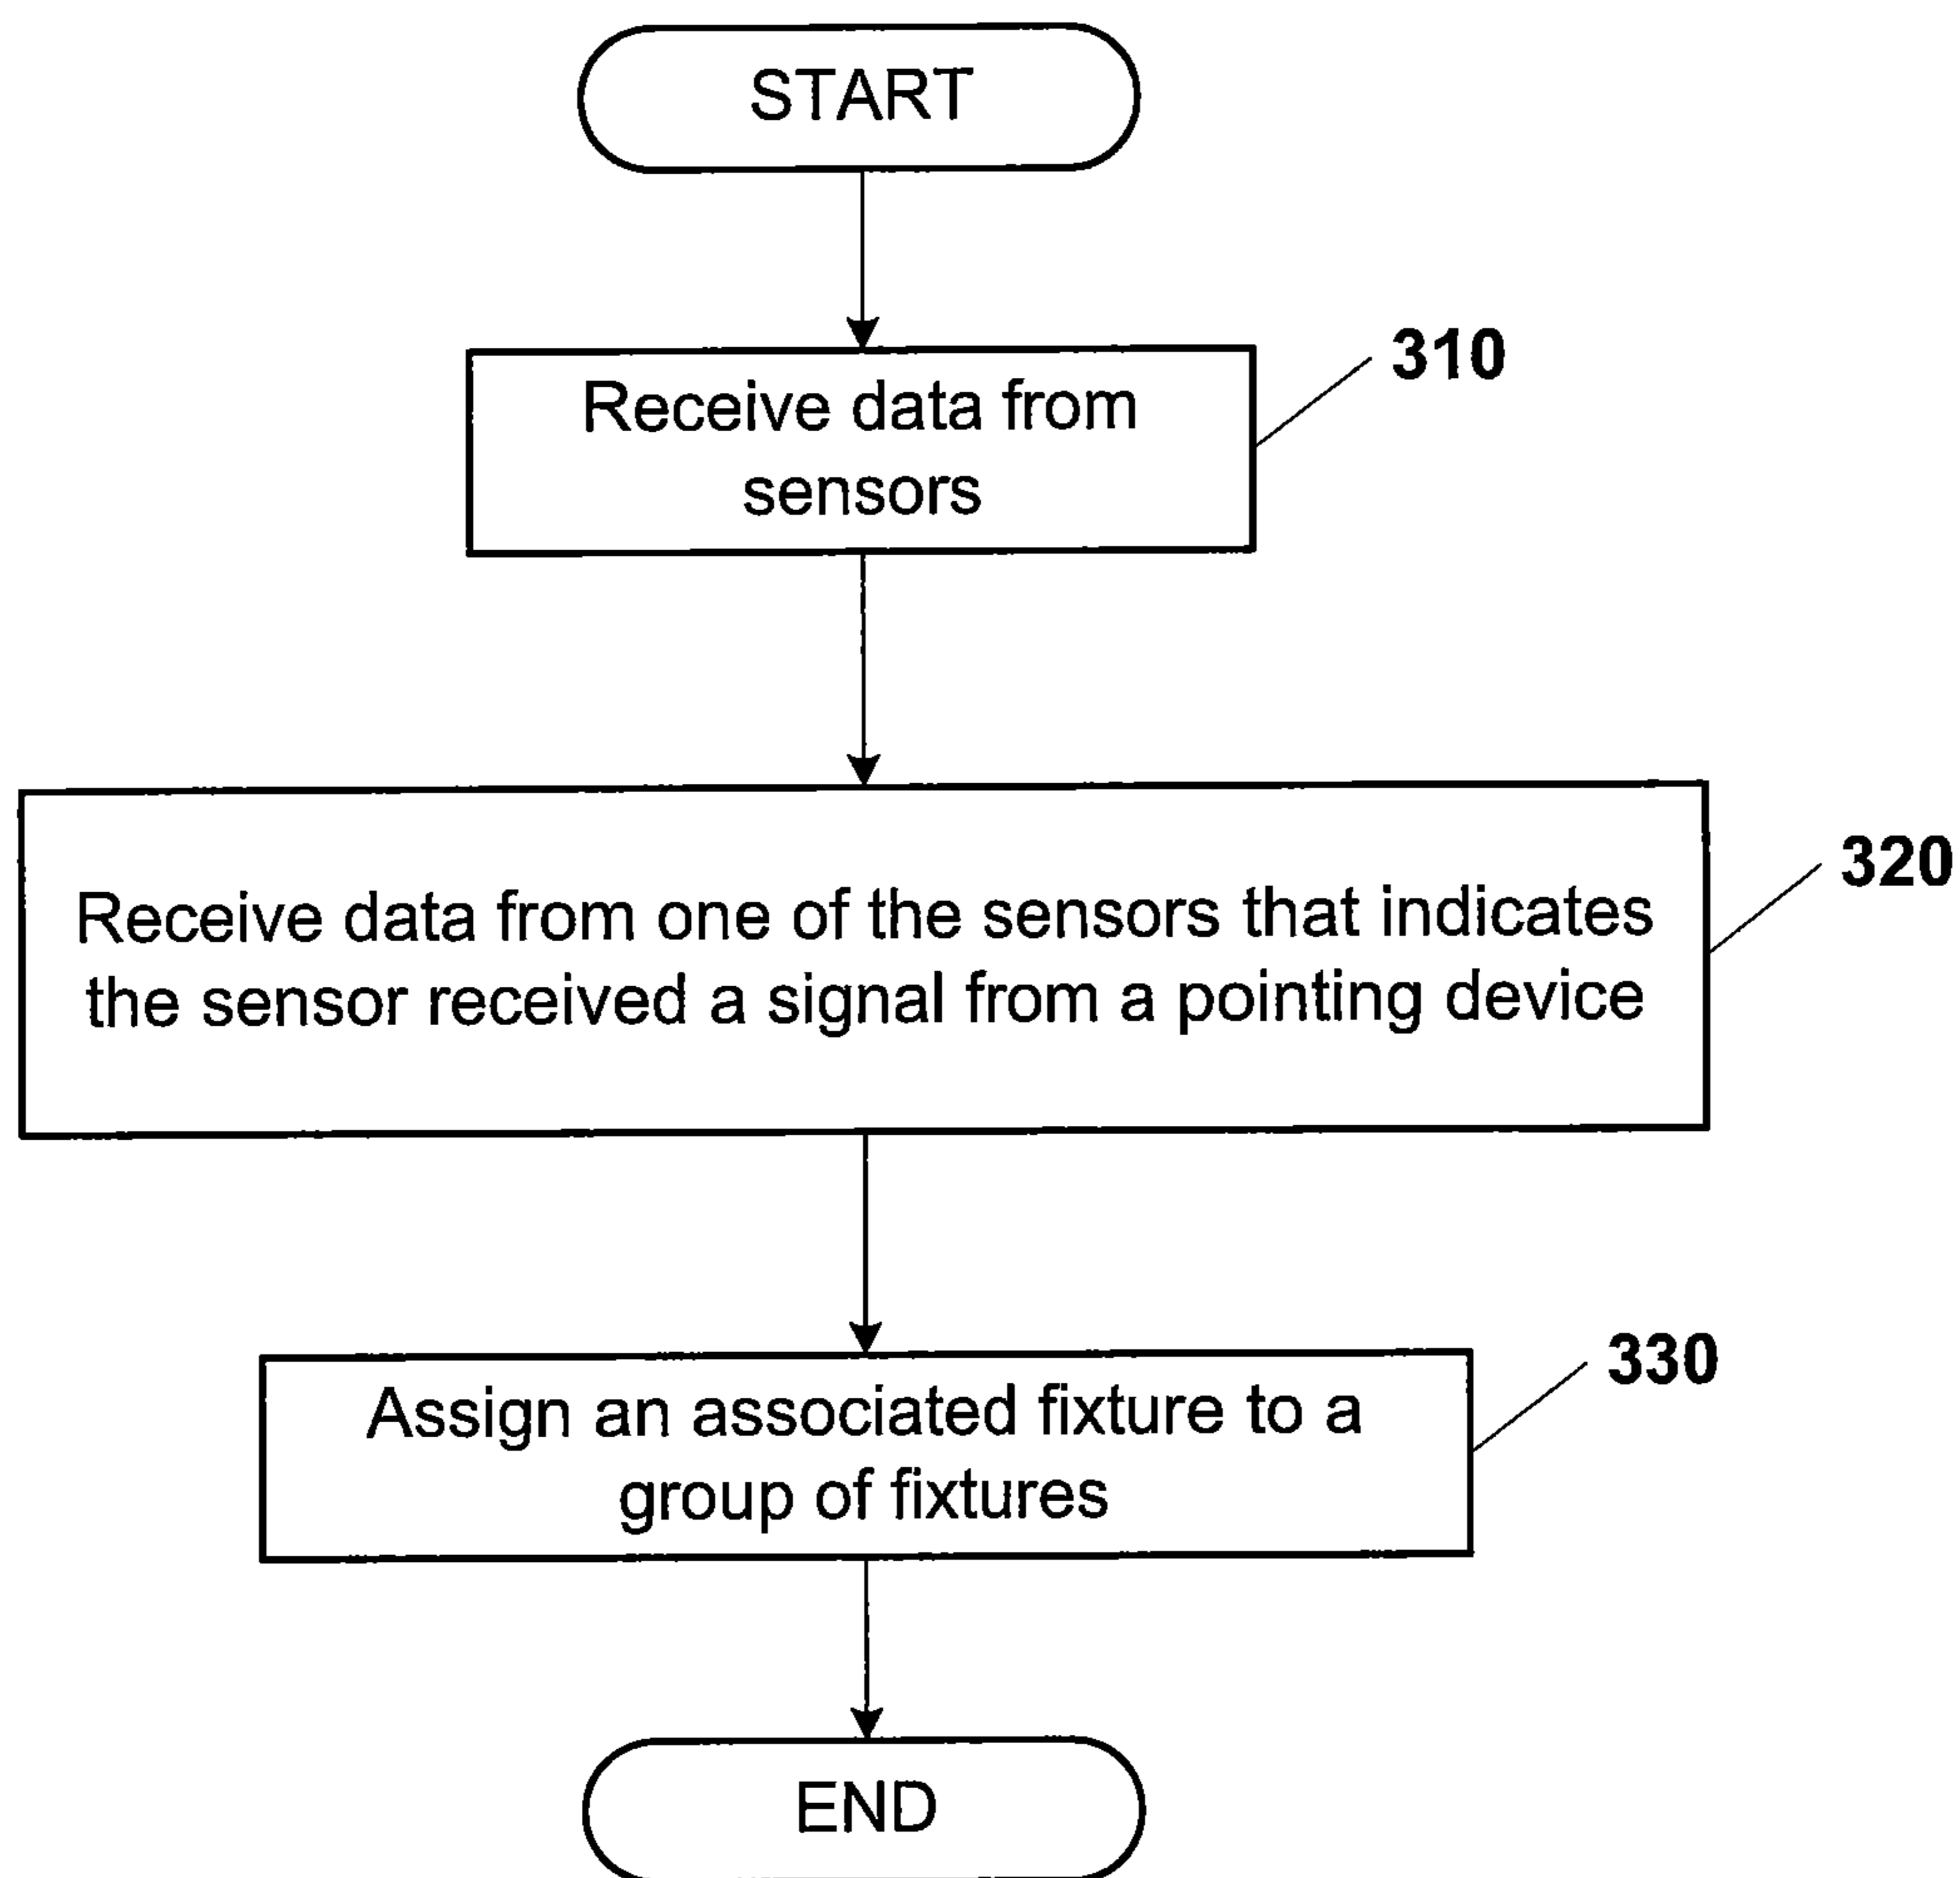 START
310
Receive data from
sensors
320
Receive data from one of the sensors that indicates
the sensor received a signal from a pointing device
330
Assign an associated fixture to a
group of fixtures
END